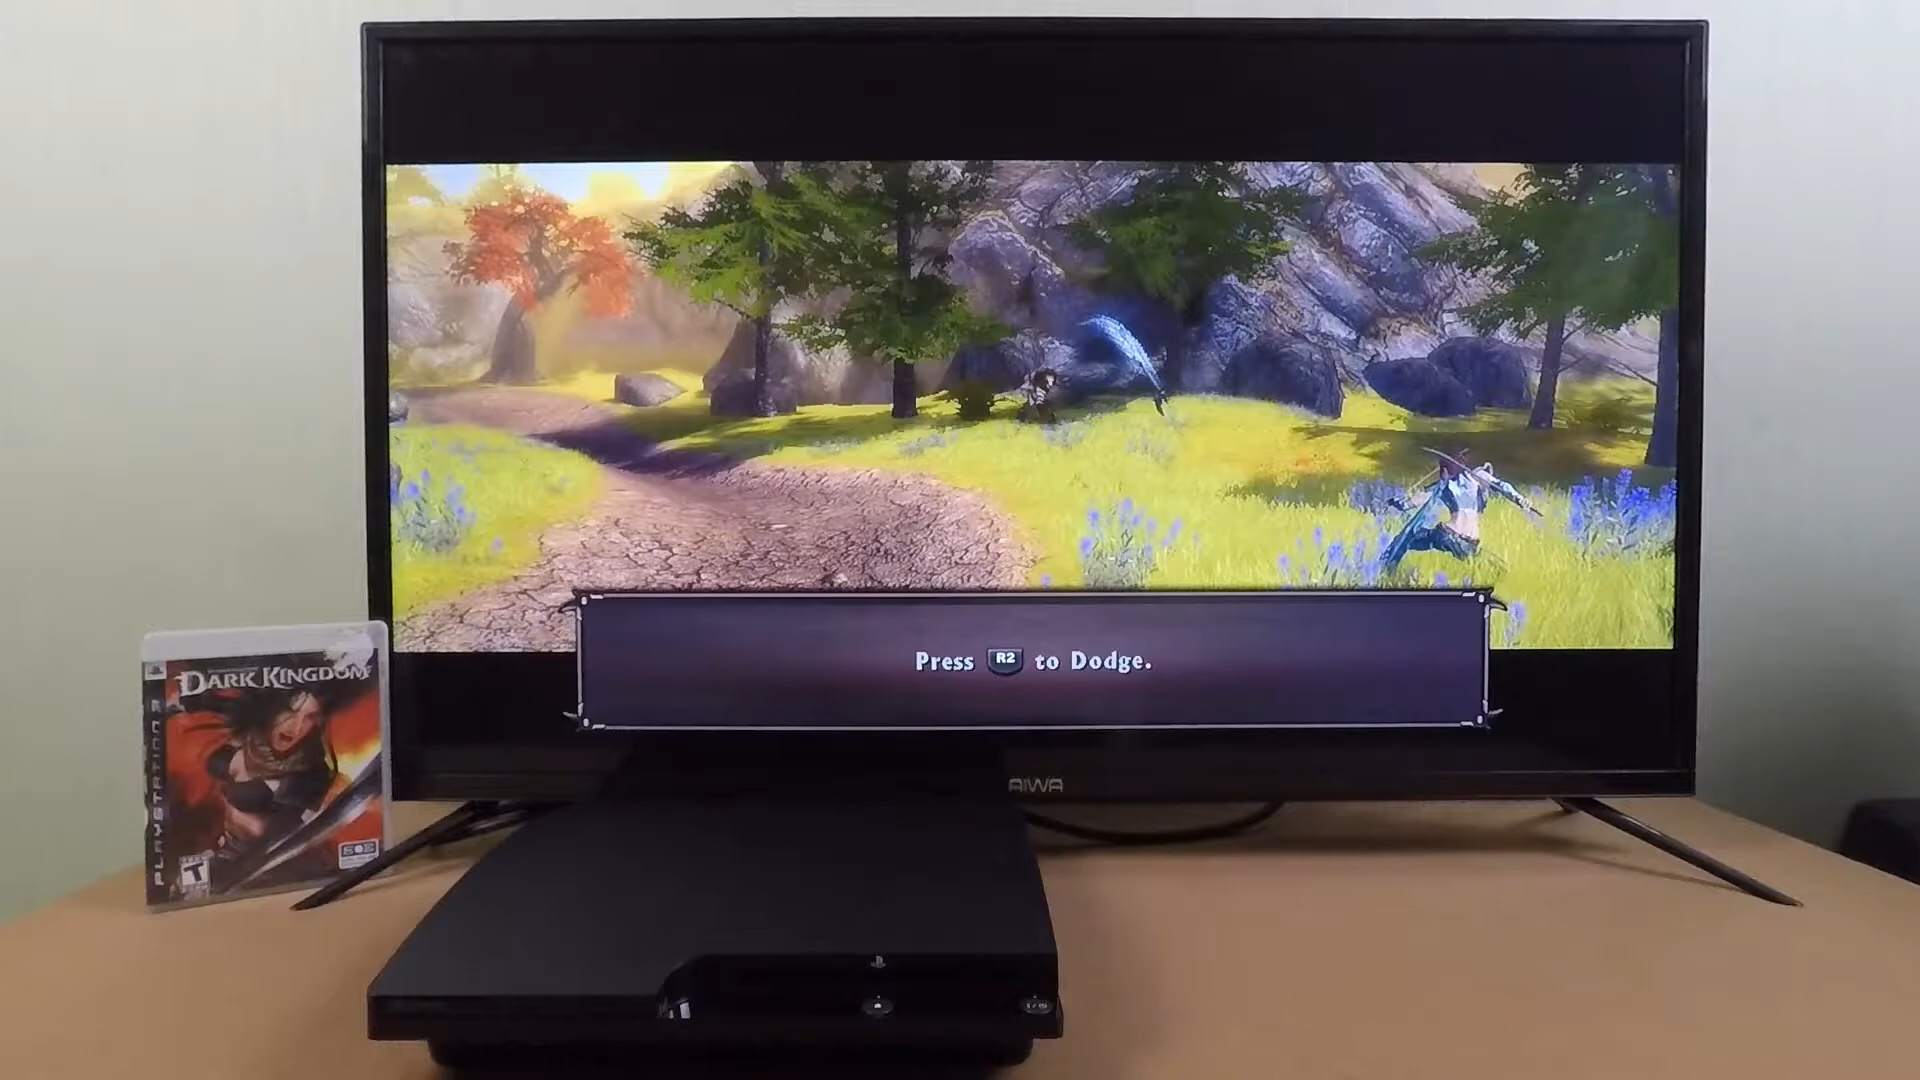 Press R2 to Dodge.
DARK KINGDOM
PLAYSTATION 3
T
AIWA